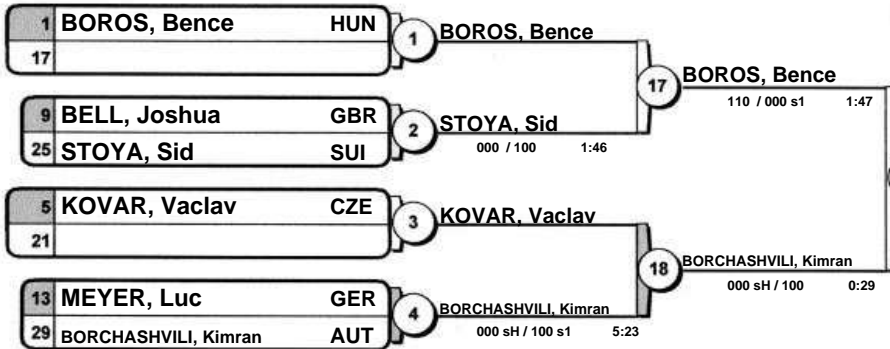 1 BOROS, Bence HUN
17
1 BOROS, Bence
9 BELL, Joshua GBR
25 STOYA, Sid SUI
2 STOYA, Sid
000 / 100 1:46
17 BOROS, Bence
110 / 000 s1 1:47
5 KOVAR, Vaclav CZE
21
3 KOVAR, Vaclav
13 MEYER, Luc GER
29 BORCHASHVILI, Kimran AUT
4 BORCHASHVILI, Kimran
000 sH / 100 s1 5:23
18 BORCHASHVILI, Kimran
000 sH / 100 0:29